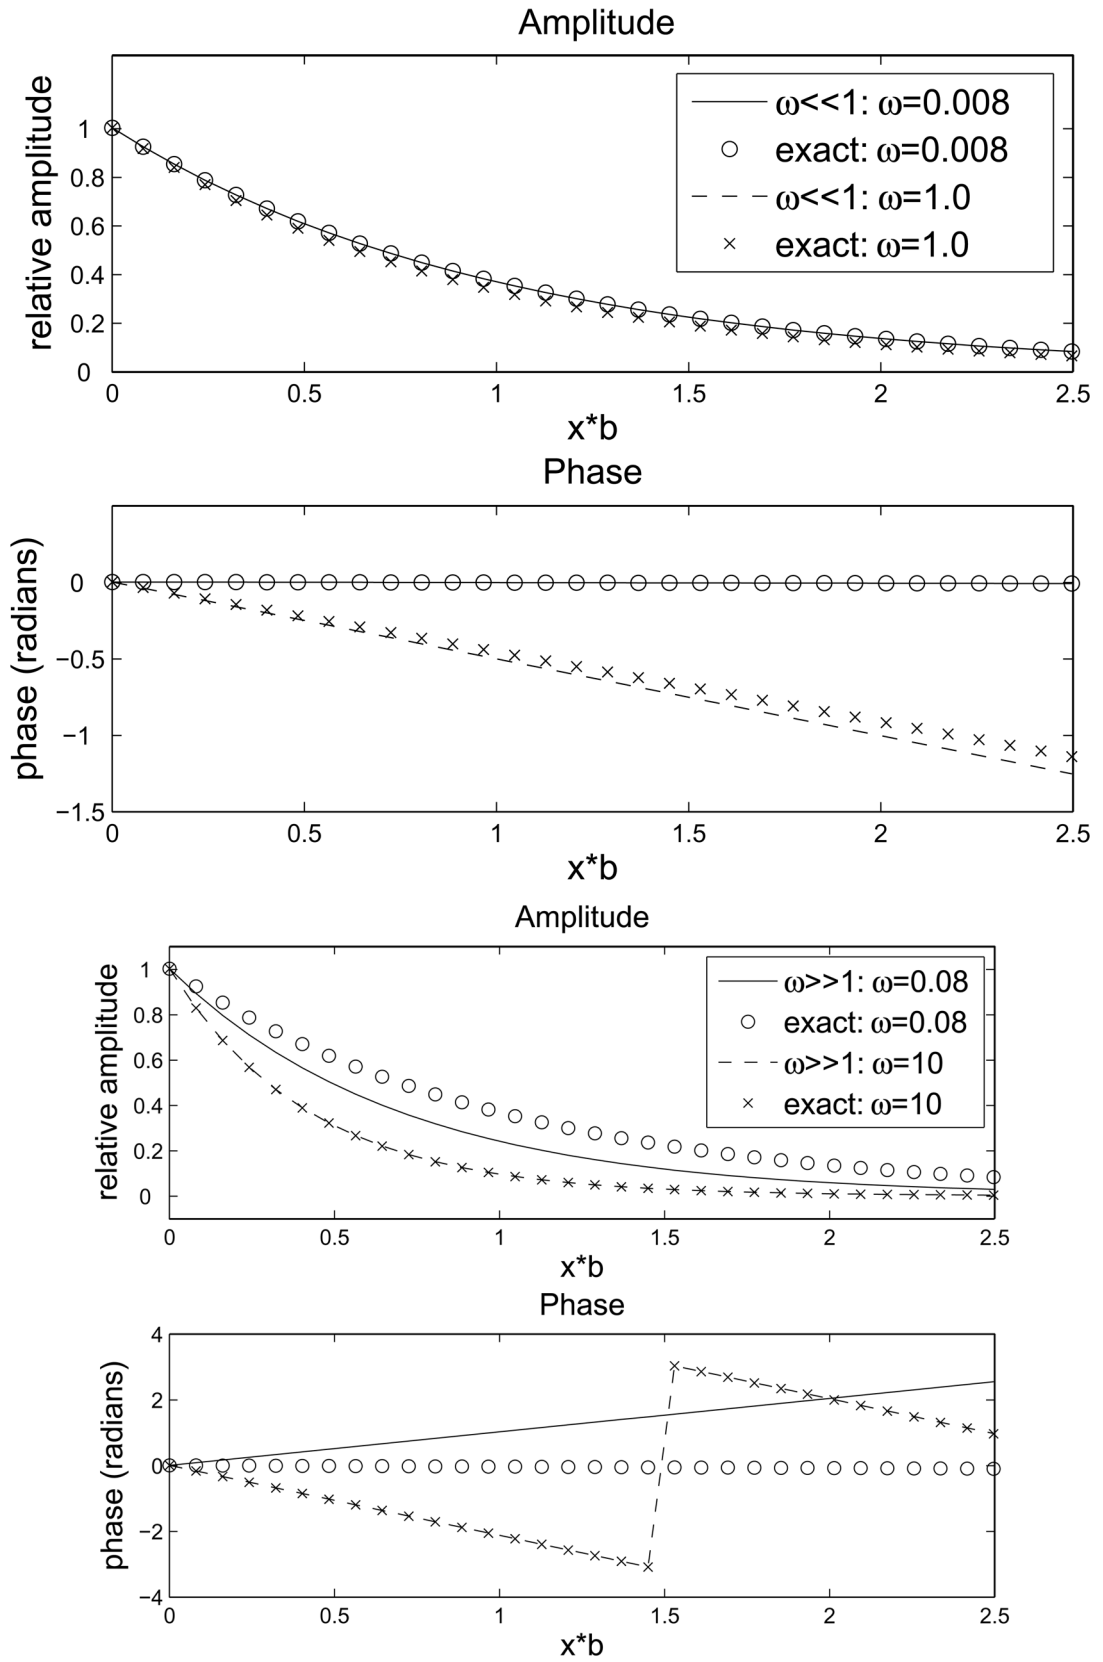 Amplitude
relative amplitude
1
0.8
0.6
0.4
0.2
0
ω<<1: ω=0.008
exact: ω=0.008
ω<<1: ω=1.0
exact: ω=1.0
0 0.5 1 1.5 2 2.5
x*b
Phase
phase (radians)
0
−0.5
−1
−1.5
0 0.5 1 1.5 2 2.5
x*b
Amplitude
relative amplitude
1
0.8
0.6
0.4
0.2
0
ω>>1: ω=0.08
exact: ω=0.08
ω>>1: ω=10
exact: ω=10
0 0.5 1 1.5 2 2.5
x*b
Phase
phase (radians)
4
2
0
−2
−4
0 0.5 1 1.5 2 2.5
x*b